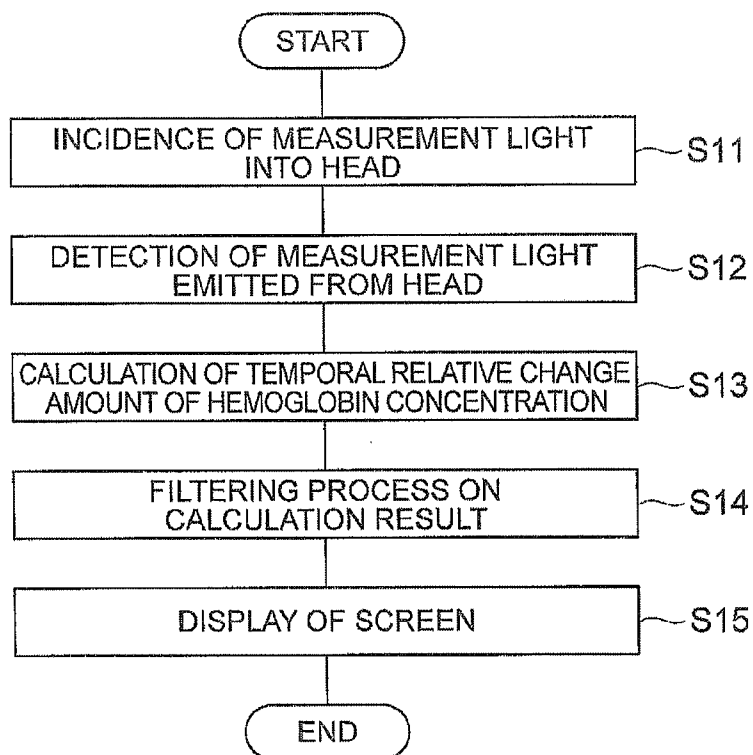 START
INCIDENCE OF MEASUREMENT LIGHT
INTO HEAD
S11
DETECTION OF MEASUREMENT LIGHT
EMITTED FROM HEAD
S12
CALCULATION OF TEMPORAL RELATIVE CHANGE
AMOUNT OF HEMOGLOBIN CONCENTRATION
S13
FILTERING PROCESS ON
CALCULATION RESULT
S14
DISPLAY OF SCREEN
S15
END